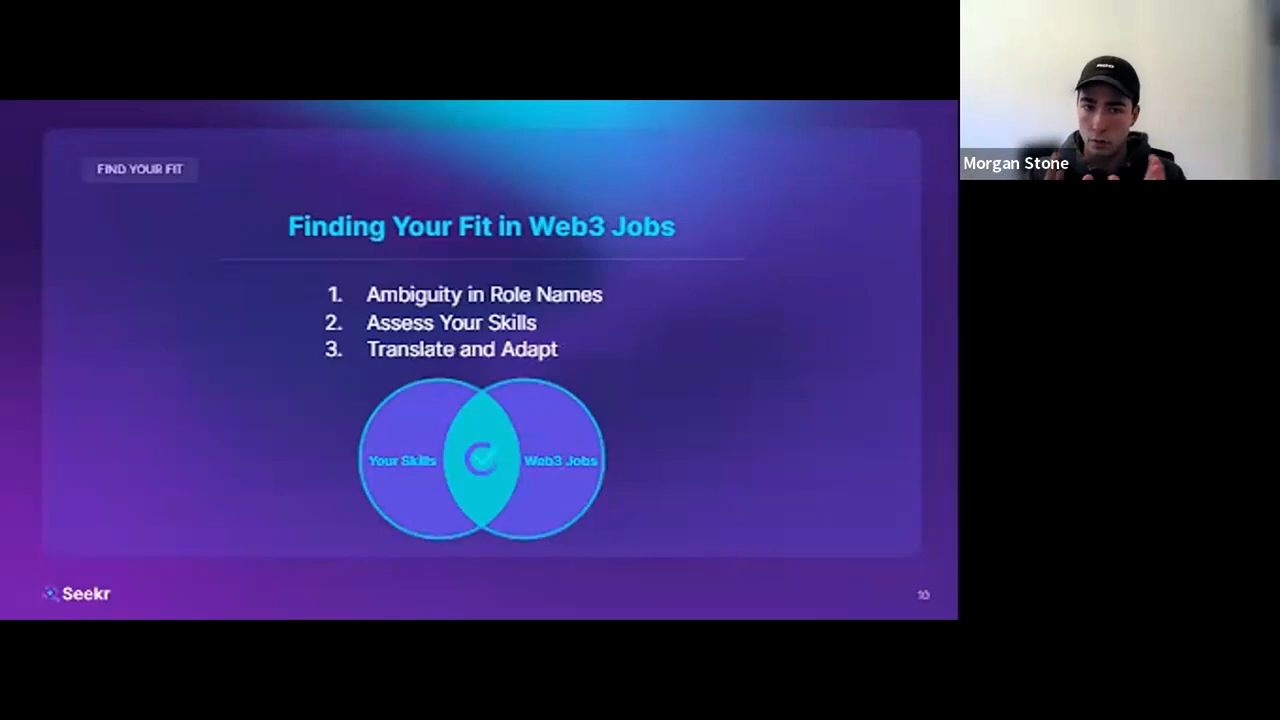 FIND YOUR FIT
Finding Your Fit in Web3 Jobs
1. Ambiguity in Role Names
2. Assess Your Skills
3. Translate and Adapt
Your Skills
Web3 Jobs
Seekr
Morgan Stone